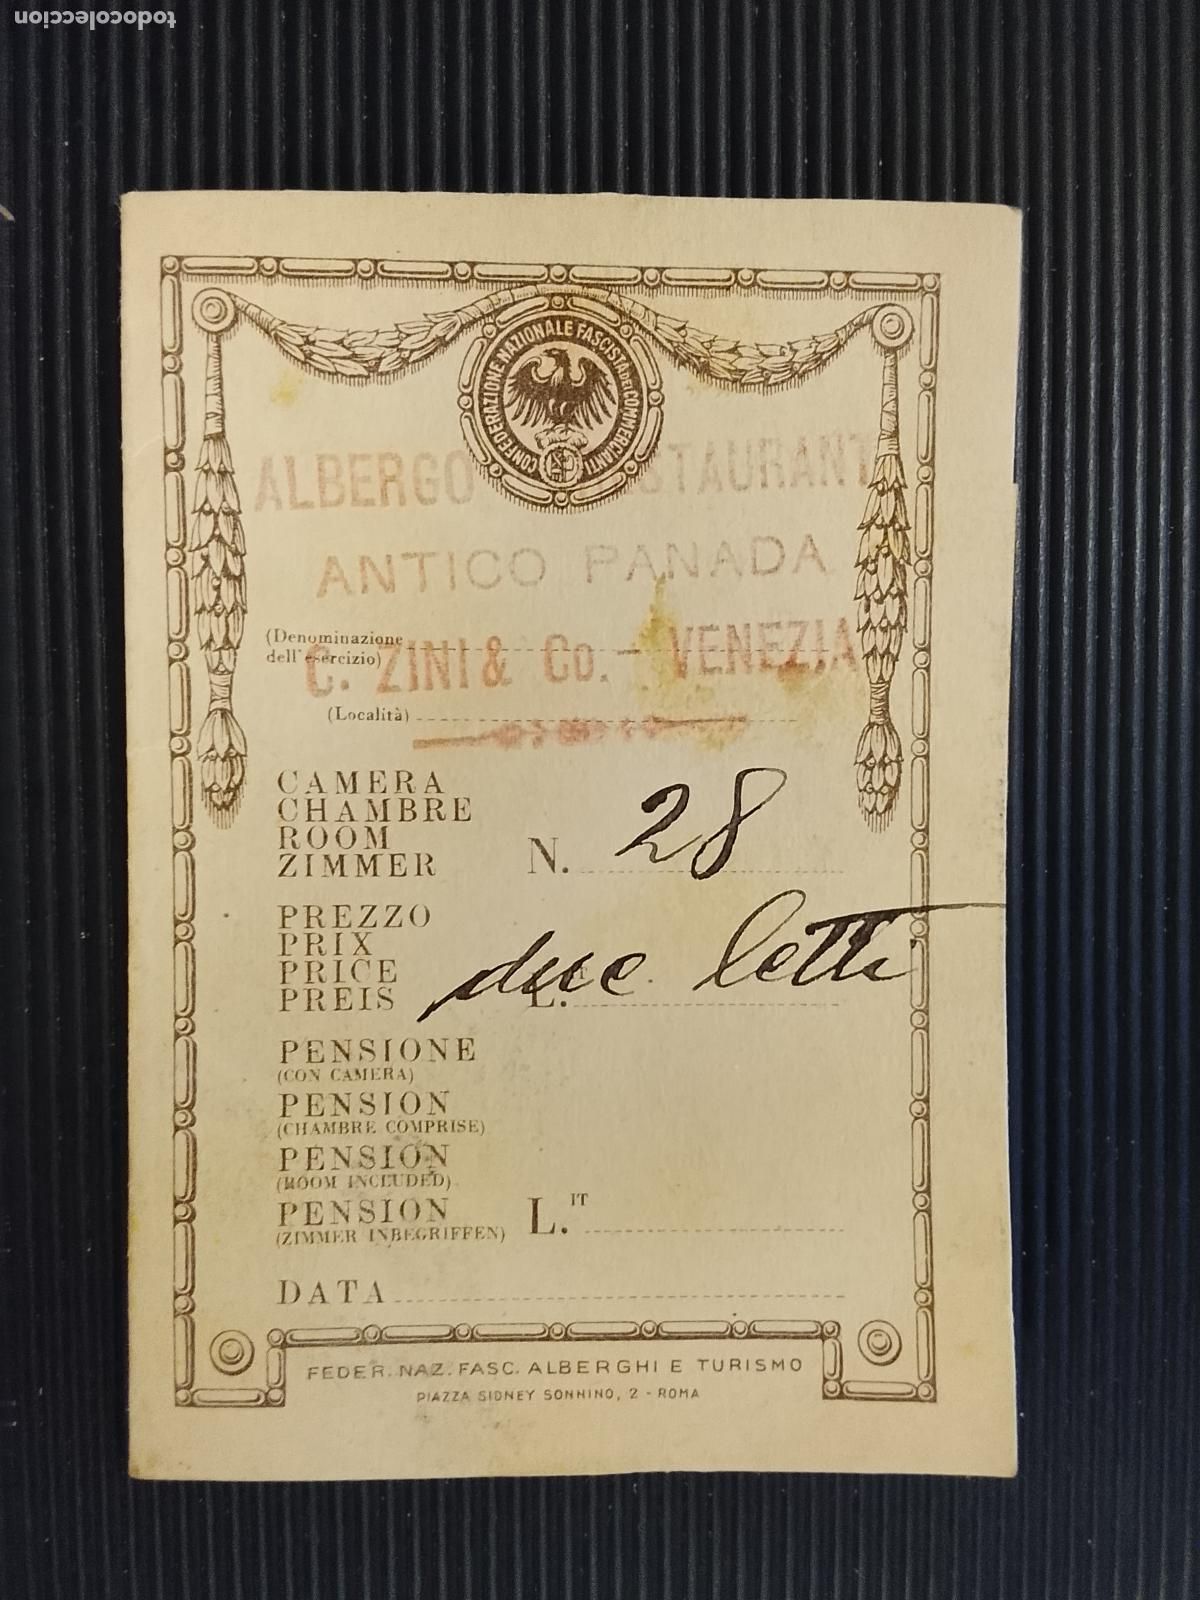 todocoleccion
CONFEDERAZIONE NAZIONALE FASCISTA DEI COMMERCIANTI
ALBERGO STAURANT
ANTICO PANADA
(Denominazione
dell'esercizio)
C. ZINI & Co. - VENEZIA
(Località)
CAMERA
CHAMBRE
ROOM
ZIMMER N. 28
PREZZO
PRIX
PRICE
PREIS L. due letti
PENSIONE
(CON CAMERA)
PENSION
(CHAMBRE COMPRISE)
PENSION
(ROOM INCLUDED)
PENSION L.IT
(ZIMMER INBEGRIFFEN)
DATA
FEDER. NAZ. FASC. ALBERGHI E TURISMO
PIAZZA SIDNEY SONNINO, 2 - ROMA